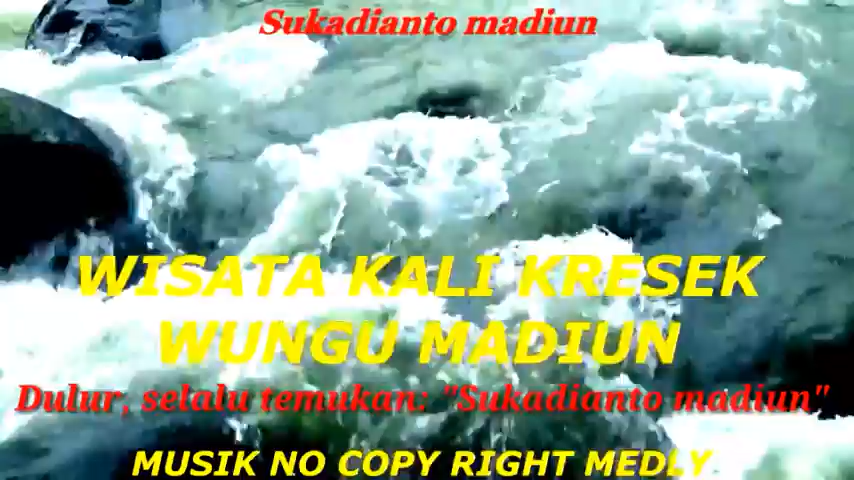 Sukadianto madiun
WISATA KALI KRESEK
WUNGU MADIUN
Dulur, selalu temukan: "Sukadianto madiun"
MUSIK NO COPY RIGHT MEDLY